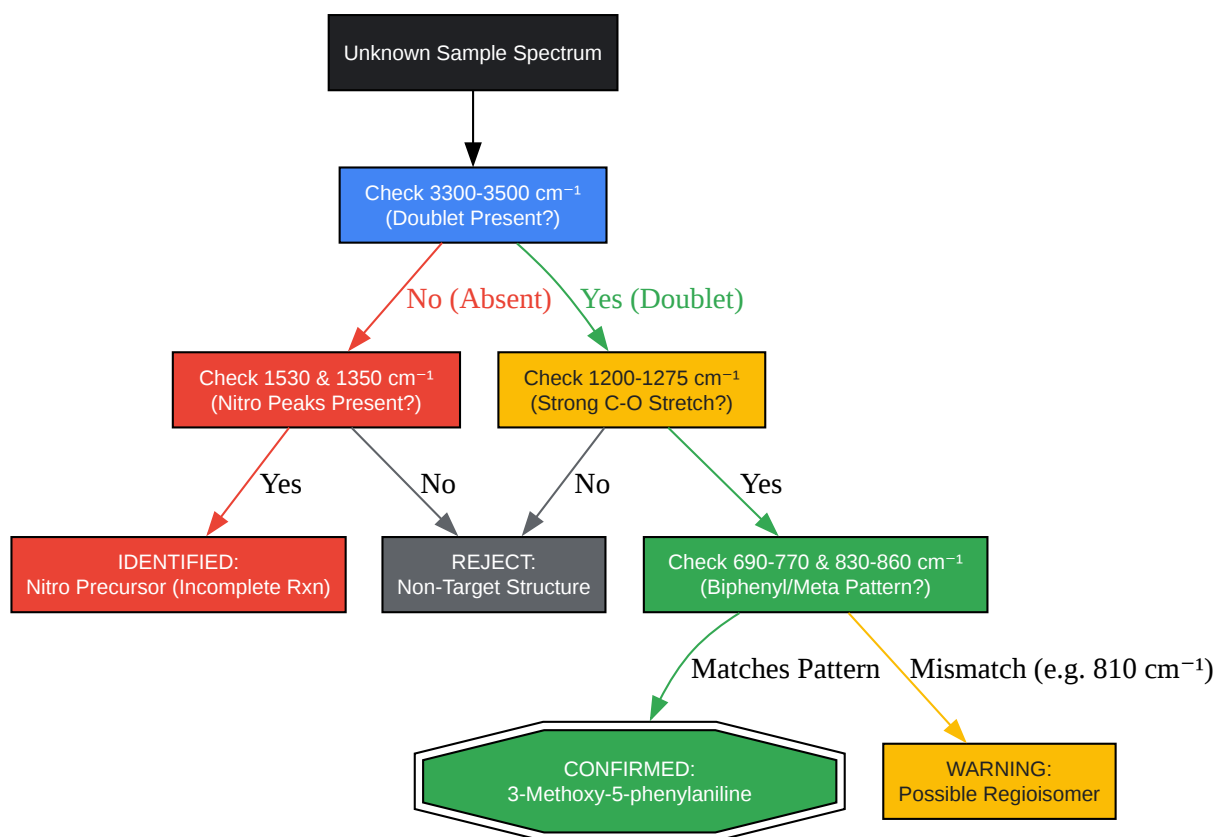 Unknown Sample Spectrum
Check 3300-3500 cm⁻¹
(Doublet Present?)
No (Absent)
Yes (Doublet)
Check 1530 & 1350 cm⁻¹
(Nitro Peaks Present?)
Check 1200-1275 cm⁻¹
(Strong C-O Stretch?)
Yes
No
No
Yes
IDENTIFIED:
Nitro Precursor (Incomplete Rxn)
REJECT:
Non-Target Structure
Check 690-770 & 830-860 cm⁻¹
(Biphenyl/Meta Pattern?)
Matches Pattern
Mismatch (e.g. 810 cm⁻¹)
CONFIRMED:
3-Methoxy-5-phenylaniline
WARNING:
Possible Regioisomer